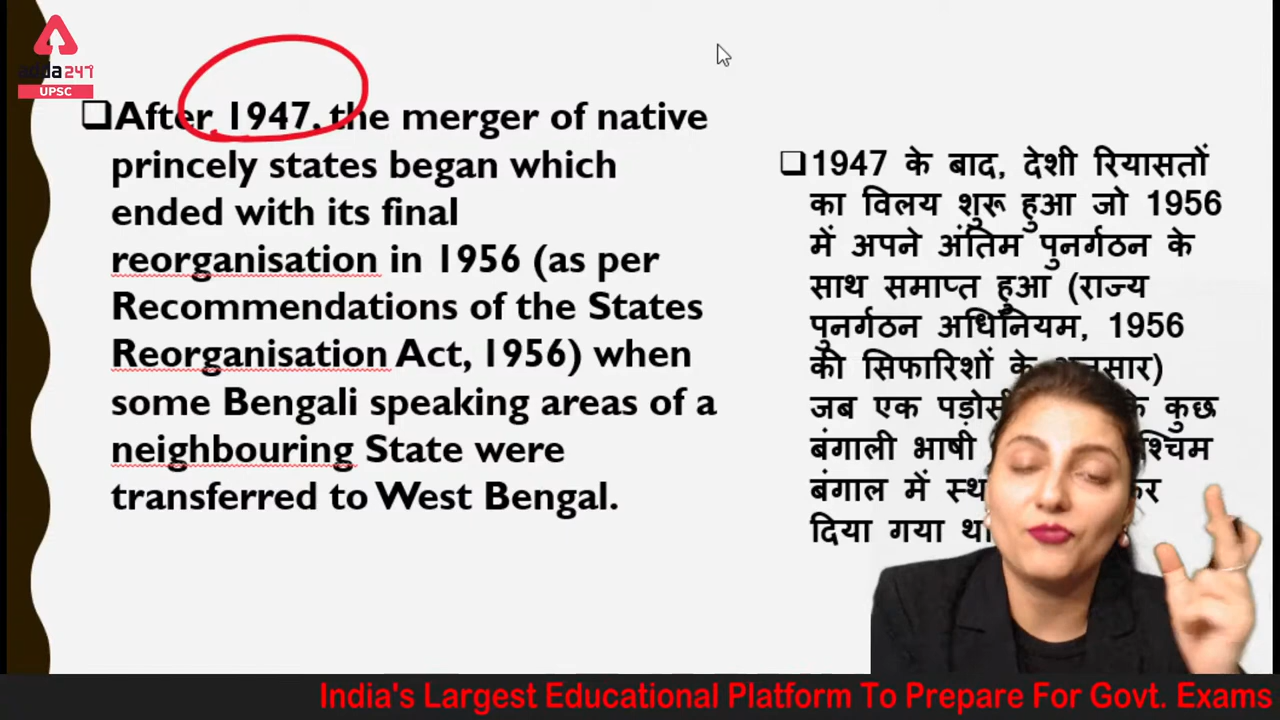 adda247
UPSC
After 1947, the merger of native
princely states began which
ended with its final
reorganisation in 1956 (as per
Recommendations of the States
Reorganisation Act, 1956) when
some Bengali speaking areas of a
neighbouring State were
transferred to West Bengal.
1947 के बाद, देशी रियासतों
का विलय शुरू हुआ जो 1956
में अपने अंतिम पुनर्गठन के
साथ समाप्त हुआ (राज्य
पुनर्गठन अधिनियम, 1956
की सिफारिशों के अनुसार)
जब एक के कुछ
बंगाली भाषी
बंगाल में
दिया गया
India's Largest Educational Platform To Prepare For Govt. Exams